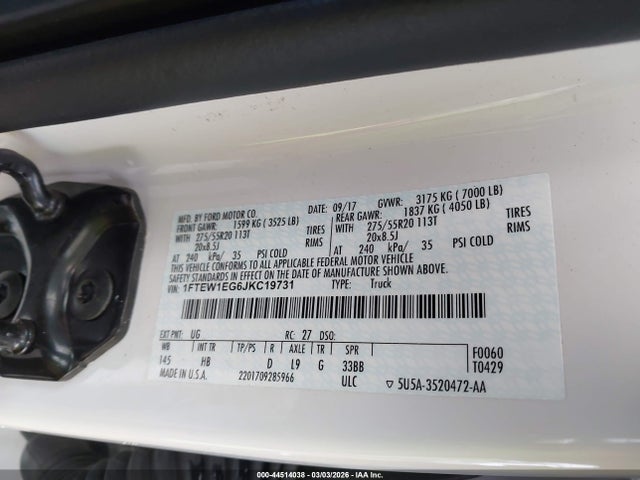 MFD. BY FORD MOTOR CO.
DATE: 09/17 GVWR: 3175 KG ( 7000 LB)
FRONT GAWR: 1599 KG ( 3525 LB) REAR GAWR: 1837 KG ( 4050 LB)
WITH 275/55R20 113T TIRES WITH 275/55R20 113T TIRES
20x8.5J RIMS 20x8.5J RIMS
AT 240 kPa/ 35 PSI COLD AT 240 kPa/ 35 PSI COLD
THIS VEHICLE CONFORMS TO ALL APPLICABLE FEDERAL MOTOR VEHICLE
SAFETY STANDARDS IN EFFECT ON THE DATE OF MANUFACTURE SHOWN ABOVE.
VIN: 1FTEW1EG6JKC19731 TYPE: Truck
EXT PNT: UG RC: 27 DSO:
WB INT TR TP/PS R AXLE TR SPR F0060
145 HB D L9 G 33BB T0429
MADE IN U.S.A. 2201709285966 ULC ▽ 5U5A-3520472-AA
00-44514038 - 03/03/2026 - IAA Inc.